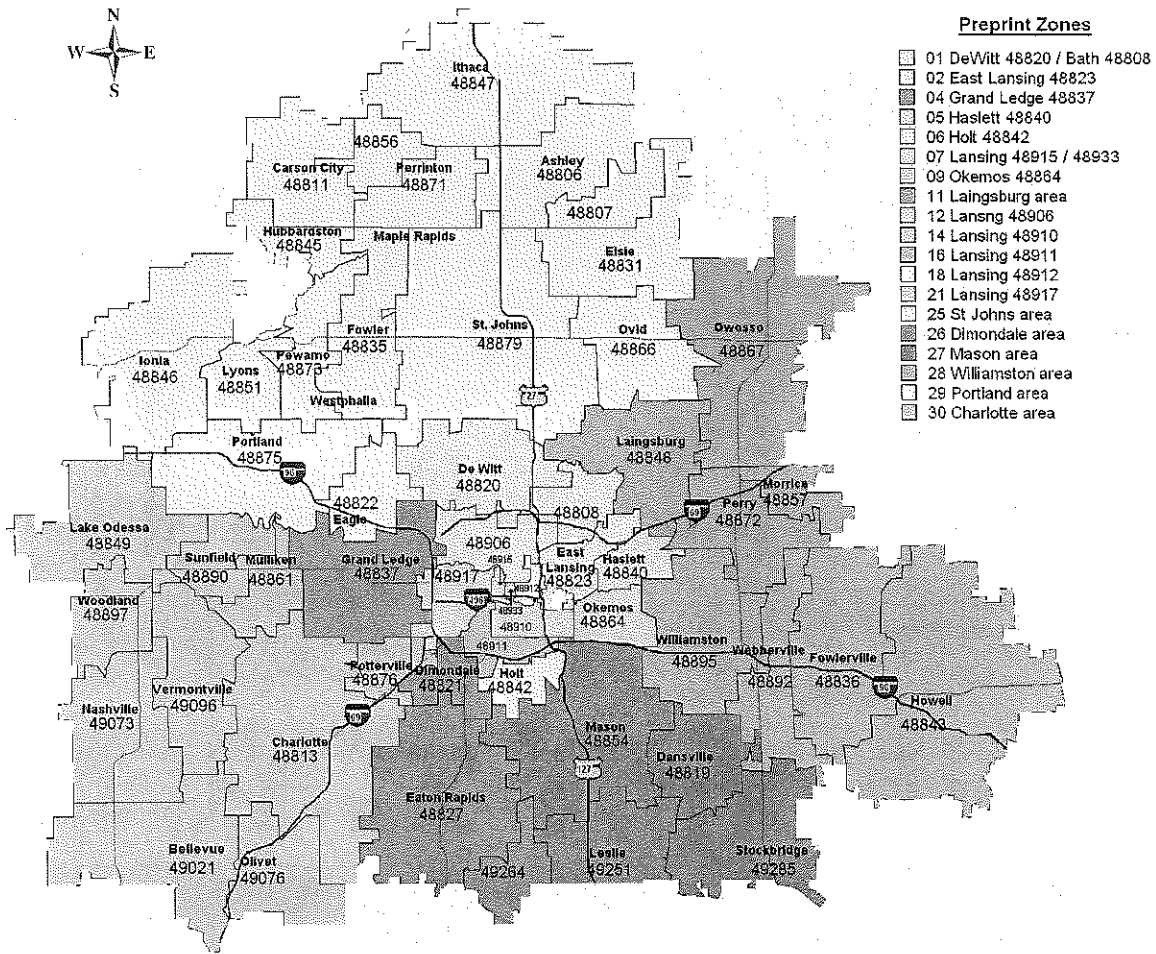 N
W E
S
Preprint Zones
01 DeWitt 48820 / Bath 48808
02 East Lansing 48823
04 Grand Ledge 48837
05 Haslett 48840
06 Holt 48842
07 Lansing 48915 / 48933
09 Okemos 48864
11 Laingsburg area
12 Lansng 48906
14 Lansing 48910
16 Lansing 48911
18 Lansing 48912
21 Lansing 48917
25 St Johns area
26 Dimondale area
27 Mason area
28 Williamston area
29 Portland area
30 Charlotte area
Ithaca
48847
48856
Carson City
48811
Perrinton
48871
Ashley
48806
48807
Hubbardston
48845
Maple Rapids
Elsie
48831
Fowler
48835
St. Johns
48879
Ovid
48866
Owosso
48867
Ionia
48846
Lyons
48851
Pewamo
48873
Westphalia
27
Portland
48875
96
48822
Eagle
De Witt
48820
Laingsburg
48848
48808
69
Perry
48872
Morrice
48857
Lake Odessa
48849
Sunfield
48890
Mulliken
48861
Grand Ledge
48837
48906
48915
48917
East
Lansing
48823
Haslett
48840
48912
496
48933
48910
48911
Okemos
48864
Woodland
48897
Williamston
48895
Webberville
48892
Fowlerville
48836
96
Howell
48843
Potterville
48876
Dimondale
48821
Holt
48842
Vermontville
49096
Nashville
49073
69
Charlotte
48813
Mason
48854
127
Dansville
48819
Eaton Rapids
48827
Bellevue
49021
Olivet
49076
49264
Leslie
49251
Stockbridge
49285